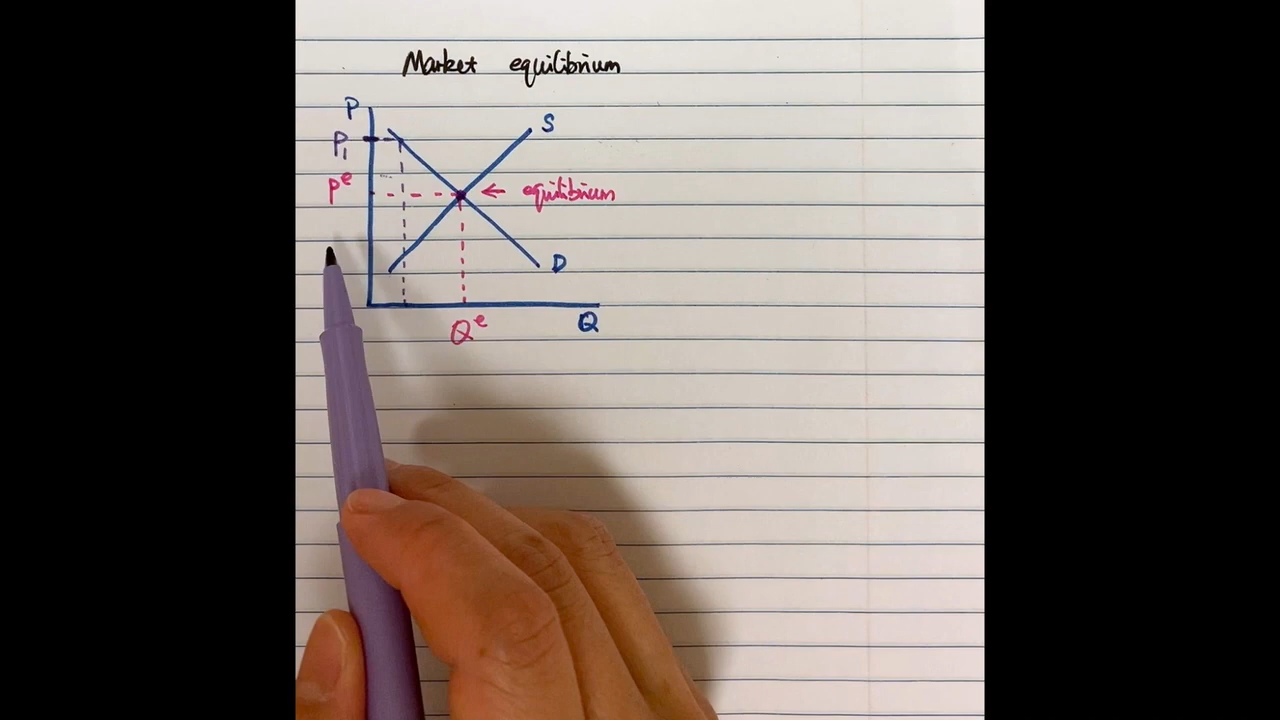 Market equilibrium
P
S
P₁
Pᵉ
← equilibrium
D
Qᵉ
Q